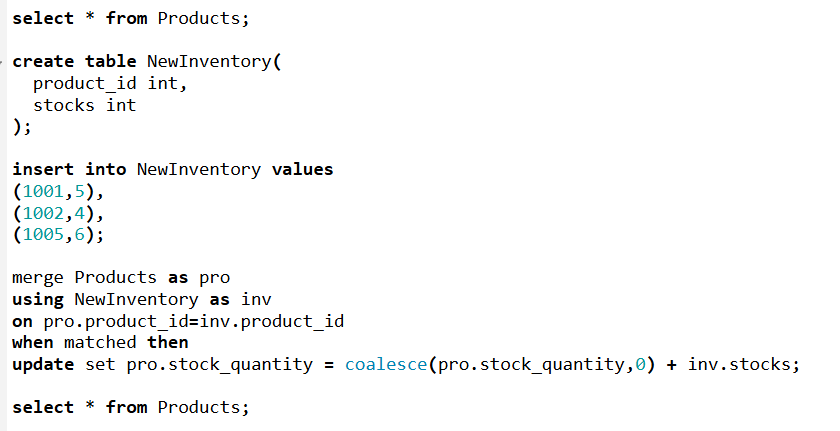 select * from Products;
create table NewInventory(
product_id int,
stocks int
);
insert into NewInventory values
(1001,5),
(1002,4),
(1005,6);
merge Products as pro
using NewInventory as inv
on pro.product_id=inv.product_id
when matched then
update set pro.stock_quantity = coalesce(pro.stock_quantity,0) + inv.stocks;
select * from Products;